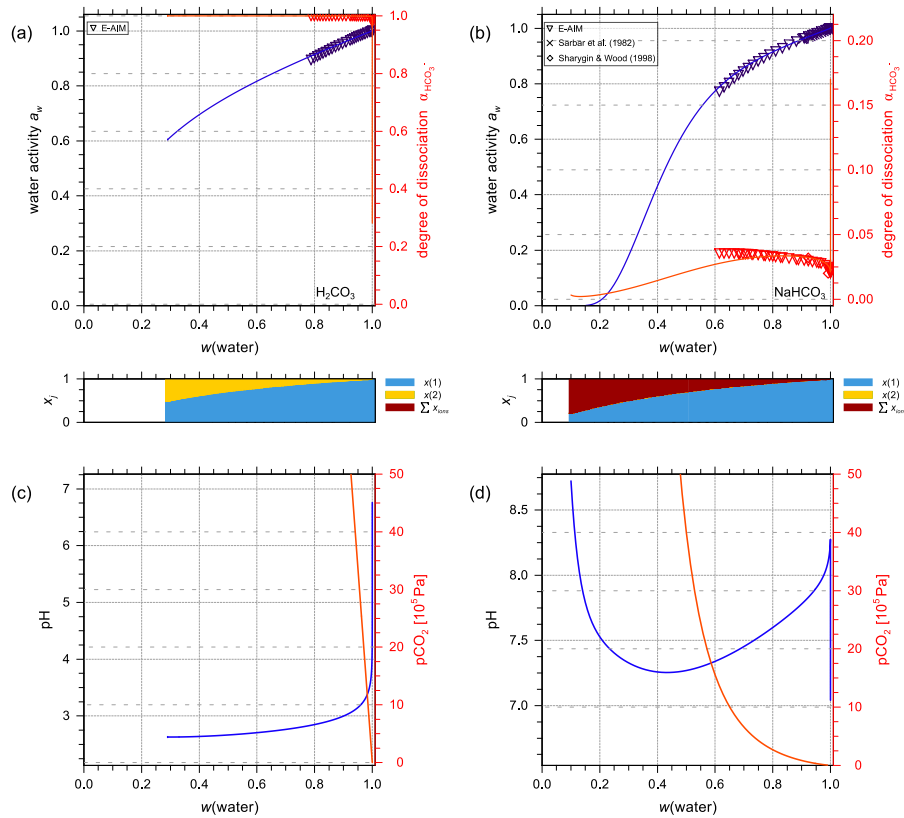 (a)
E-AIM
1.0
0.8
0.6
0.4
0.2
0.0
water activity a_w
1.0
0.8
0.6
0.4
0.2
0.0
degree of dissociation α_HCO3-
H2CO3
0.0 0.2 0.4 0.6 0.8 1.0
w(water)
(b)
E-AIM
Sarbar et al. (1982)
Sharygin & Wood (1998)
1.0
0.8
0.6
0.4
0.2
0.0
water activity a_w
0.20
0.15
0.10
0.05
0.00
degree of dissociation α_HCO3-
NaHCO3
0.0 0.2 0.4 0.6 0.8 1.0
w(water)
1
0
x_j
x(1)
x(2)
∑ x_ions
1
0
x_j
x(1)
x(2)
∑ x_ion
(c)
7
6
5
4
3
pH
50
40
30
20
10
0
pCO2 [10^5 Pa]
0.0 0.2 0.4 0.6 0.8 1.0
w(water)
(d)
8.5
8.0
7.5
7.0
pH
50
40
30
20
10
0
pCO2 [10^5 Pa]
0.0 0.2 0.4 0.6 0.8 1.0
w(water)